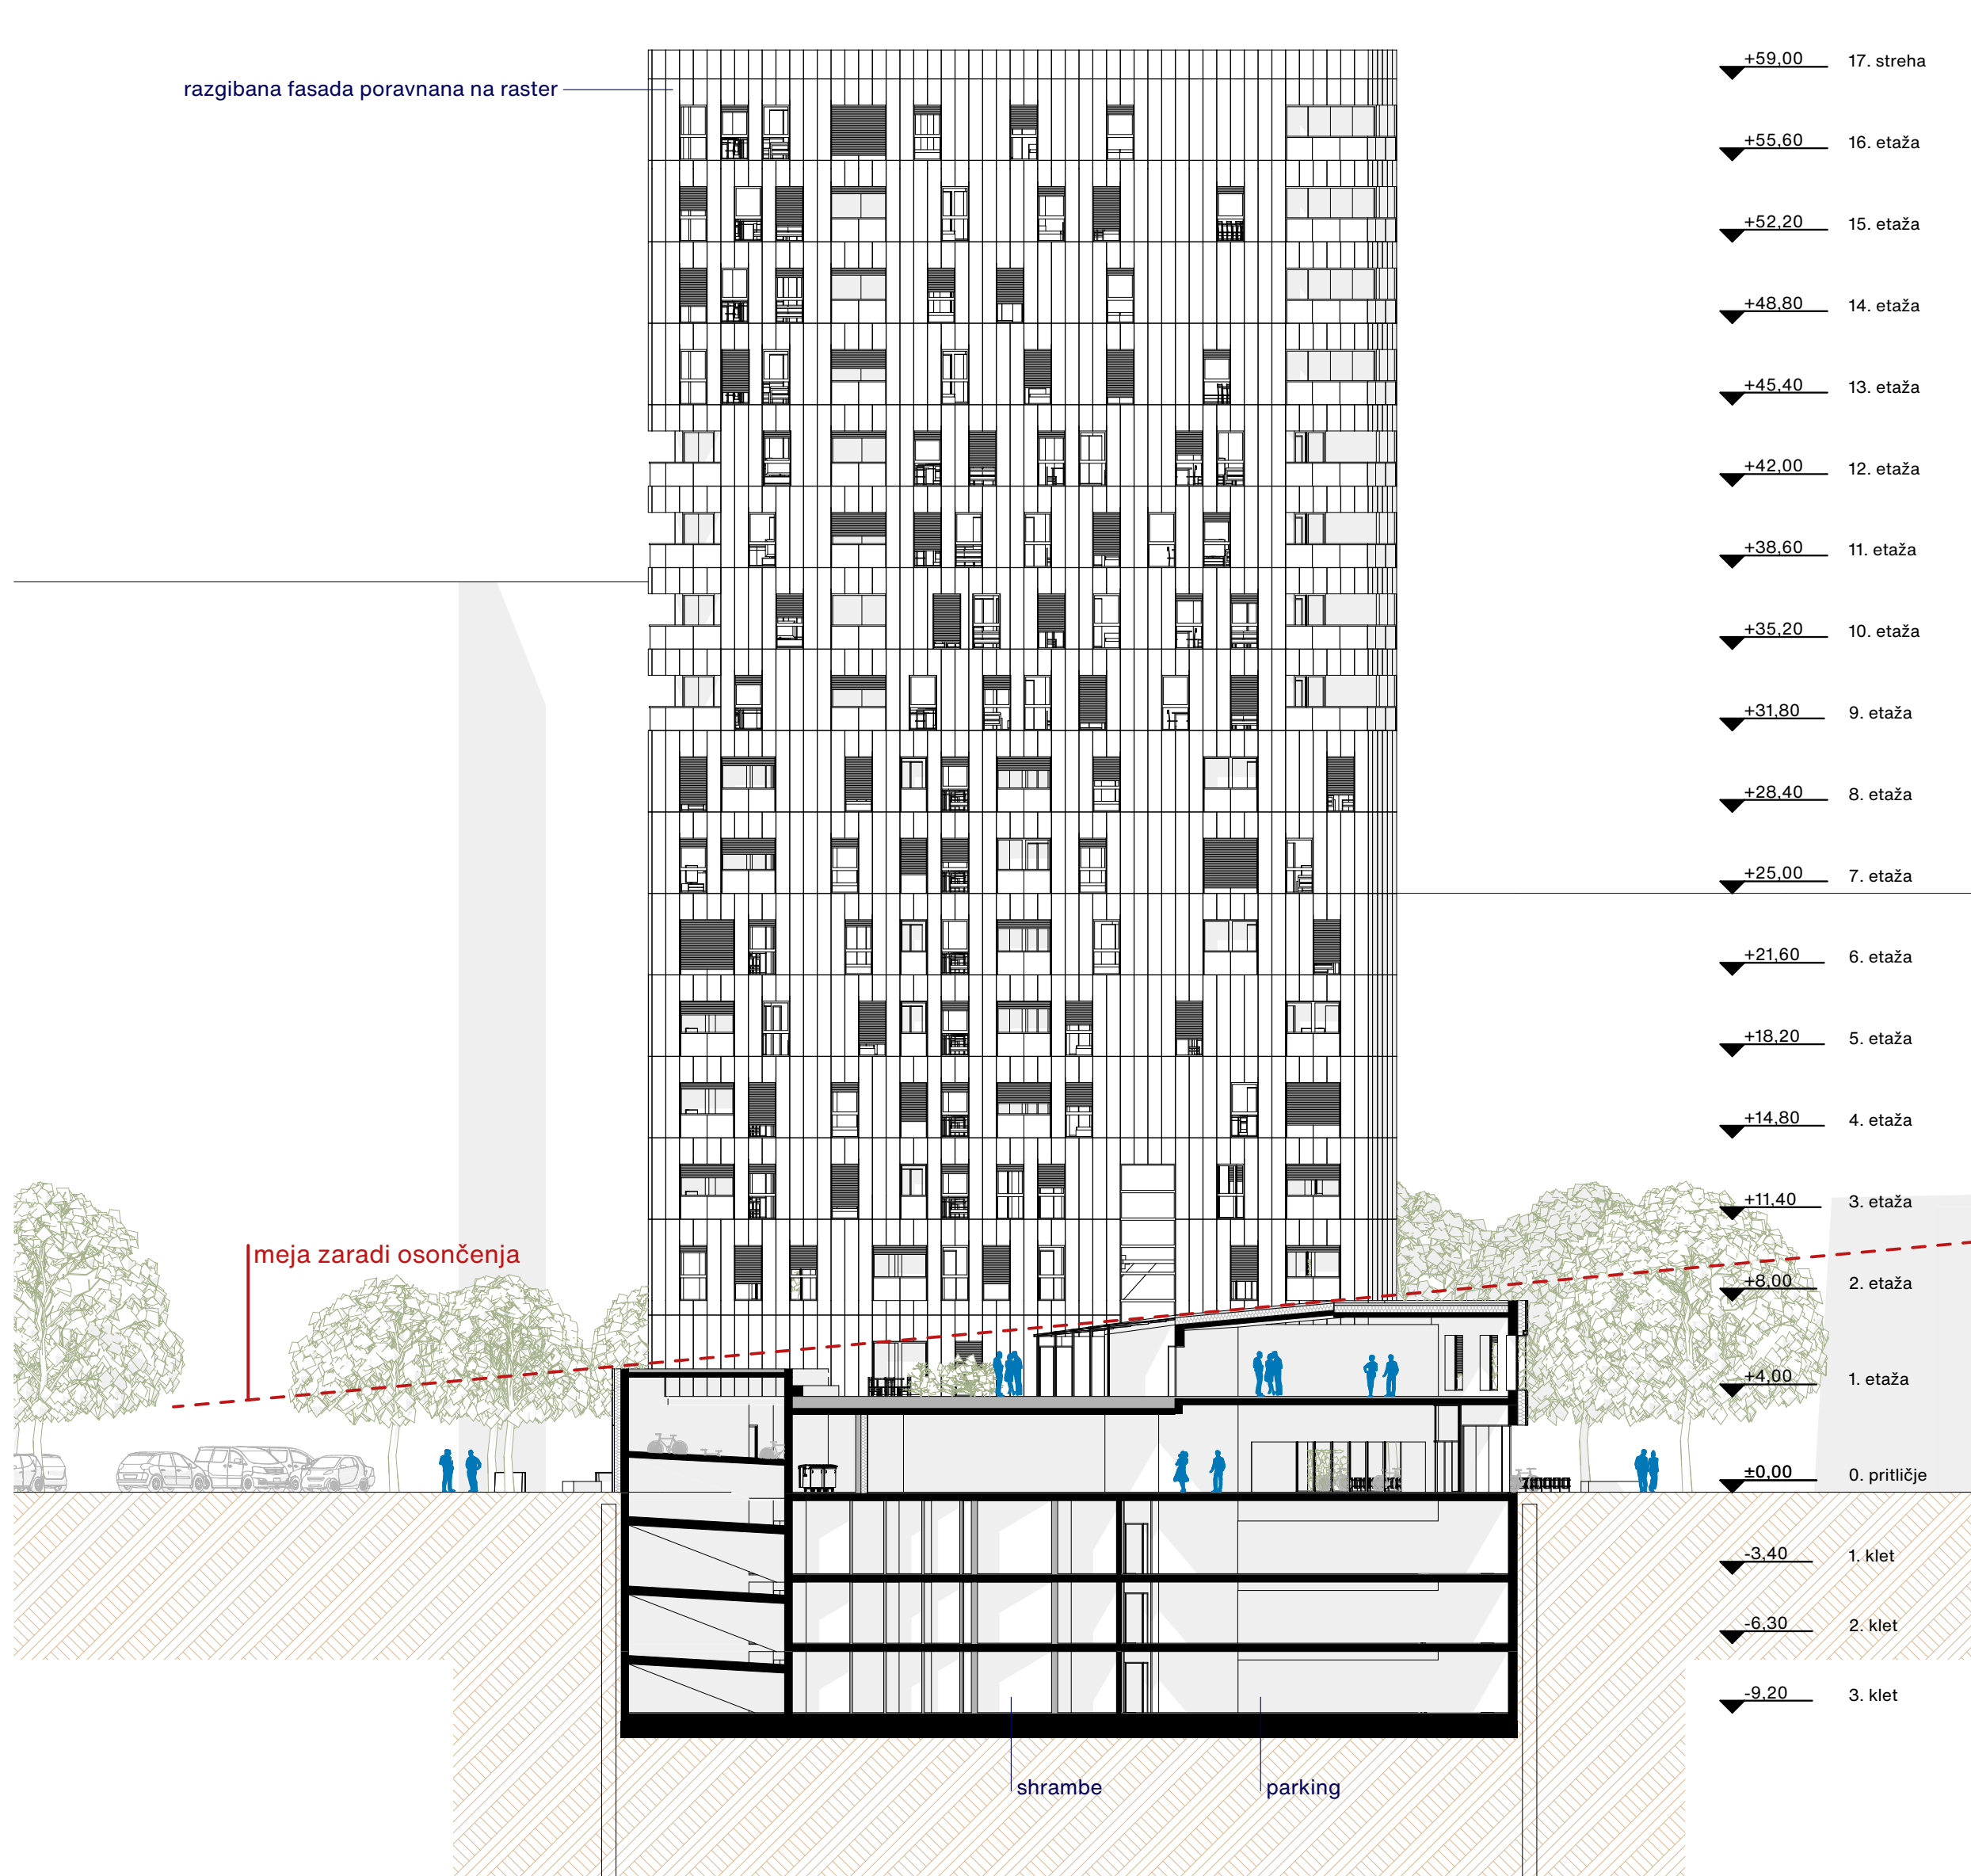 +59,00 17. streha
razgibana fasada poravnana na raster
+55,60 16. etaža
+52,20 15. etaža
+48,80 14. etaža
+45,40 13. etaža
+42,00 12. etaža
+38,60 11. etaža
+35,20 10. etaža
+31,80 9. etaža
+28,40 8. etaža
+25,00 7. etaža
+21,60 6. etaža
+18,20 5. etaža
+14,80 4. etaža
+11,40 3. etaža
meja zaradi osončenja
+8,00 2. etaža
+4,00 1. etaža
±0,00 0. pritličje
-3,40 1. klet
-6,30 2. klet
-9,20 3. klet
shrambe
parking